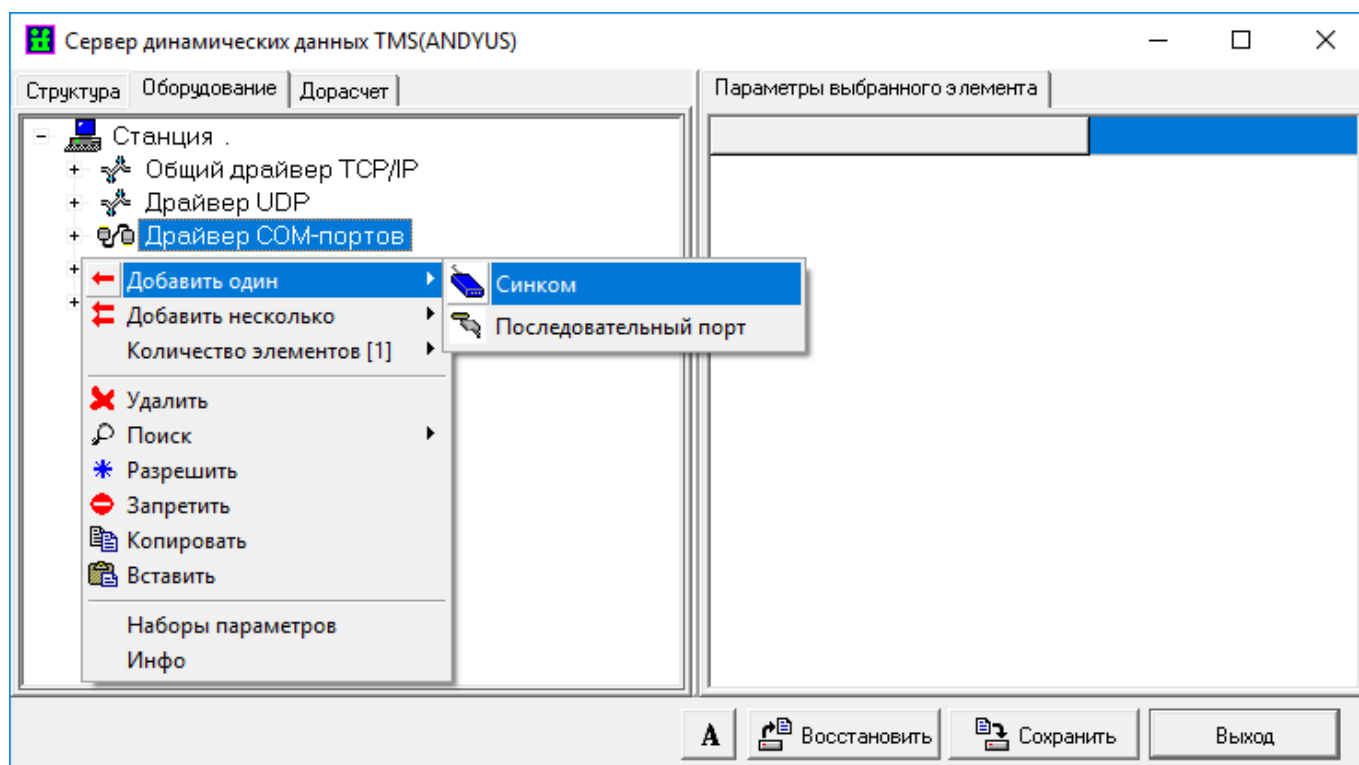 Сервер динамических данных TMS(ANDYUS)
Структура Оборудование Дорасчет
Параметры выбранного элемента
Станция .
Общий драйвер TCP/IP
Драйвер UDP
Драйвер COM-портов
Добавить один
Добавить несколько
Количество элементов [1]
Удалить
Поиск
Разрешить
Запретить
Копировать
Вставить
Наборы параметров
Инфо
Синком
Последовательный порт
A Восстановить Сохранить Выход